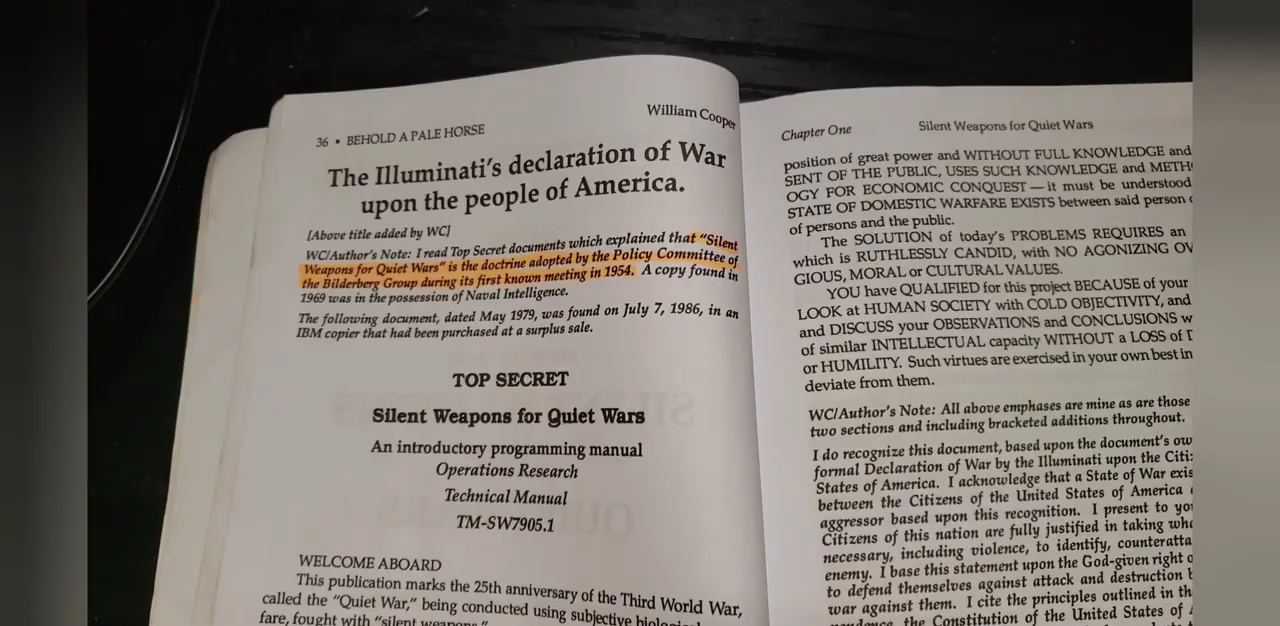 36 • BEHOLD A PALE HORSE
William Cooper
The Illuminati's declaration of War
upon the people of America.
[Above title added by WC]
WC/Author's Note: I read Top Secret documents which explained that "Silent
Weapons for Quiet Wars" is the doctrine adopted by the Policy Committee of
the Bilderberg Group during its first known meeting in 1954. A copy found in
1969 was in the possession of Naval Intelligence.
The following document, dated May 1979, was found on July 7, 1986, in an
IBM copier that had been purchased at a surplus sale.
TOP SECRET
Silent Weapons for Quiet Wars
An introductory programming manual
Operations Research
Technical Manual
TM-SW7905.1
WELCOME ABOARD
This publication marks the 25th anniversary of the Third World War,
called the "Quiet War," being conducted using subjective
fare, fought with "silent weapons."
Chapter One
Silent Weapons for Quiet Wars
position of great power and WITHOUT FULL KNOWLEDGE and
SENT OF THE PUBLIC, USES SUCH KNOWLEDGE and METH
OGY FOR ECONOMIC CONQUEST — it must be understood
STATE OF DOMESTIC WARFARE EXISTS between said person
of persons and the public.
The SOLUTION of today's PROBLEMS REQUIRES an
which is RUTHLESSLY CANDID, with NO AGONIZING OV
GIOUS, MORAL or CULTURAL VALUES.
YOU have QUALIFIED for this project BECAUSE of your
LOOK at HUMAN SOCIETY with COLD OBJECTIVITY, and
and DISCUSS your OBSERVATIONS and CONCLUSIONS w
of similar INTELLECTUAL capacity WITHOUT a LOSS of
or HUMILITY. Such virtues are exercised in your own best in
deviate from them.
WC/Author's Note: All above emphases are mine as are those
two sections and including bracketed additions throughout.
I do recognize this document, based upon the document's ow
formal Declaration of War by the Illuminati upon the Citi
States of America. I acknowledge that a State of War exis
between the Citizens of the United States of America
aggressor based upon this recognition. I present to yo
Citizens of this nation are fully justified in taking wha
necessary, including violence, to identify, counteratta
enemy. I base this statement upon the God-given right o
to defend themselves against attack and destruction b
war against them. I cite the principles outlined in th
the Constitution of the United States of